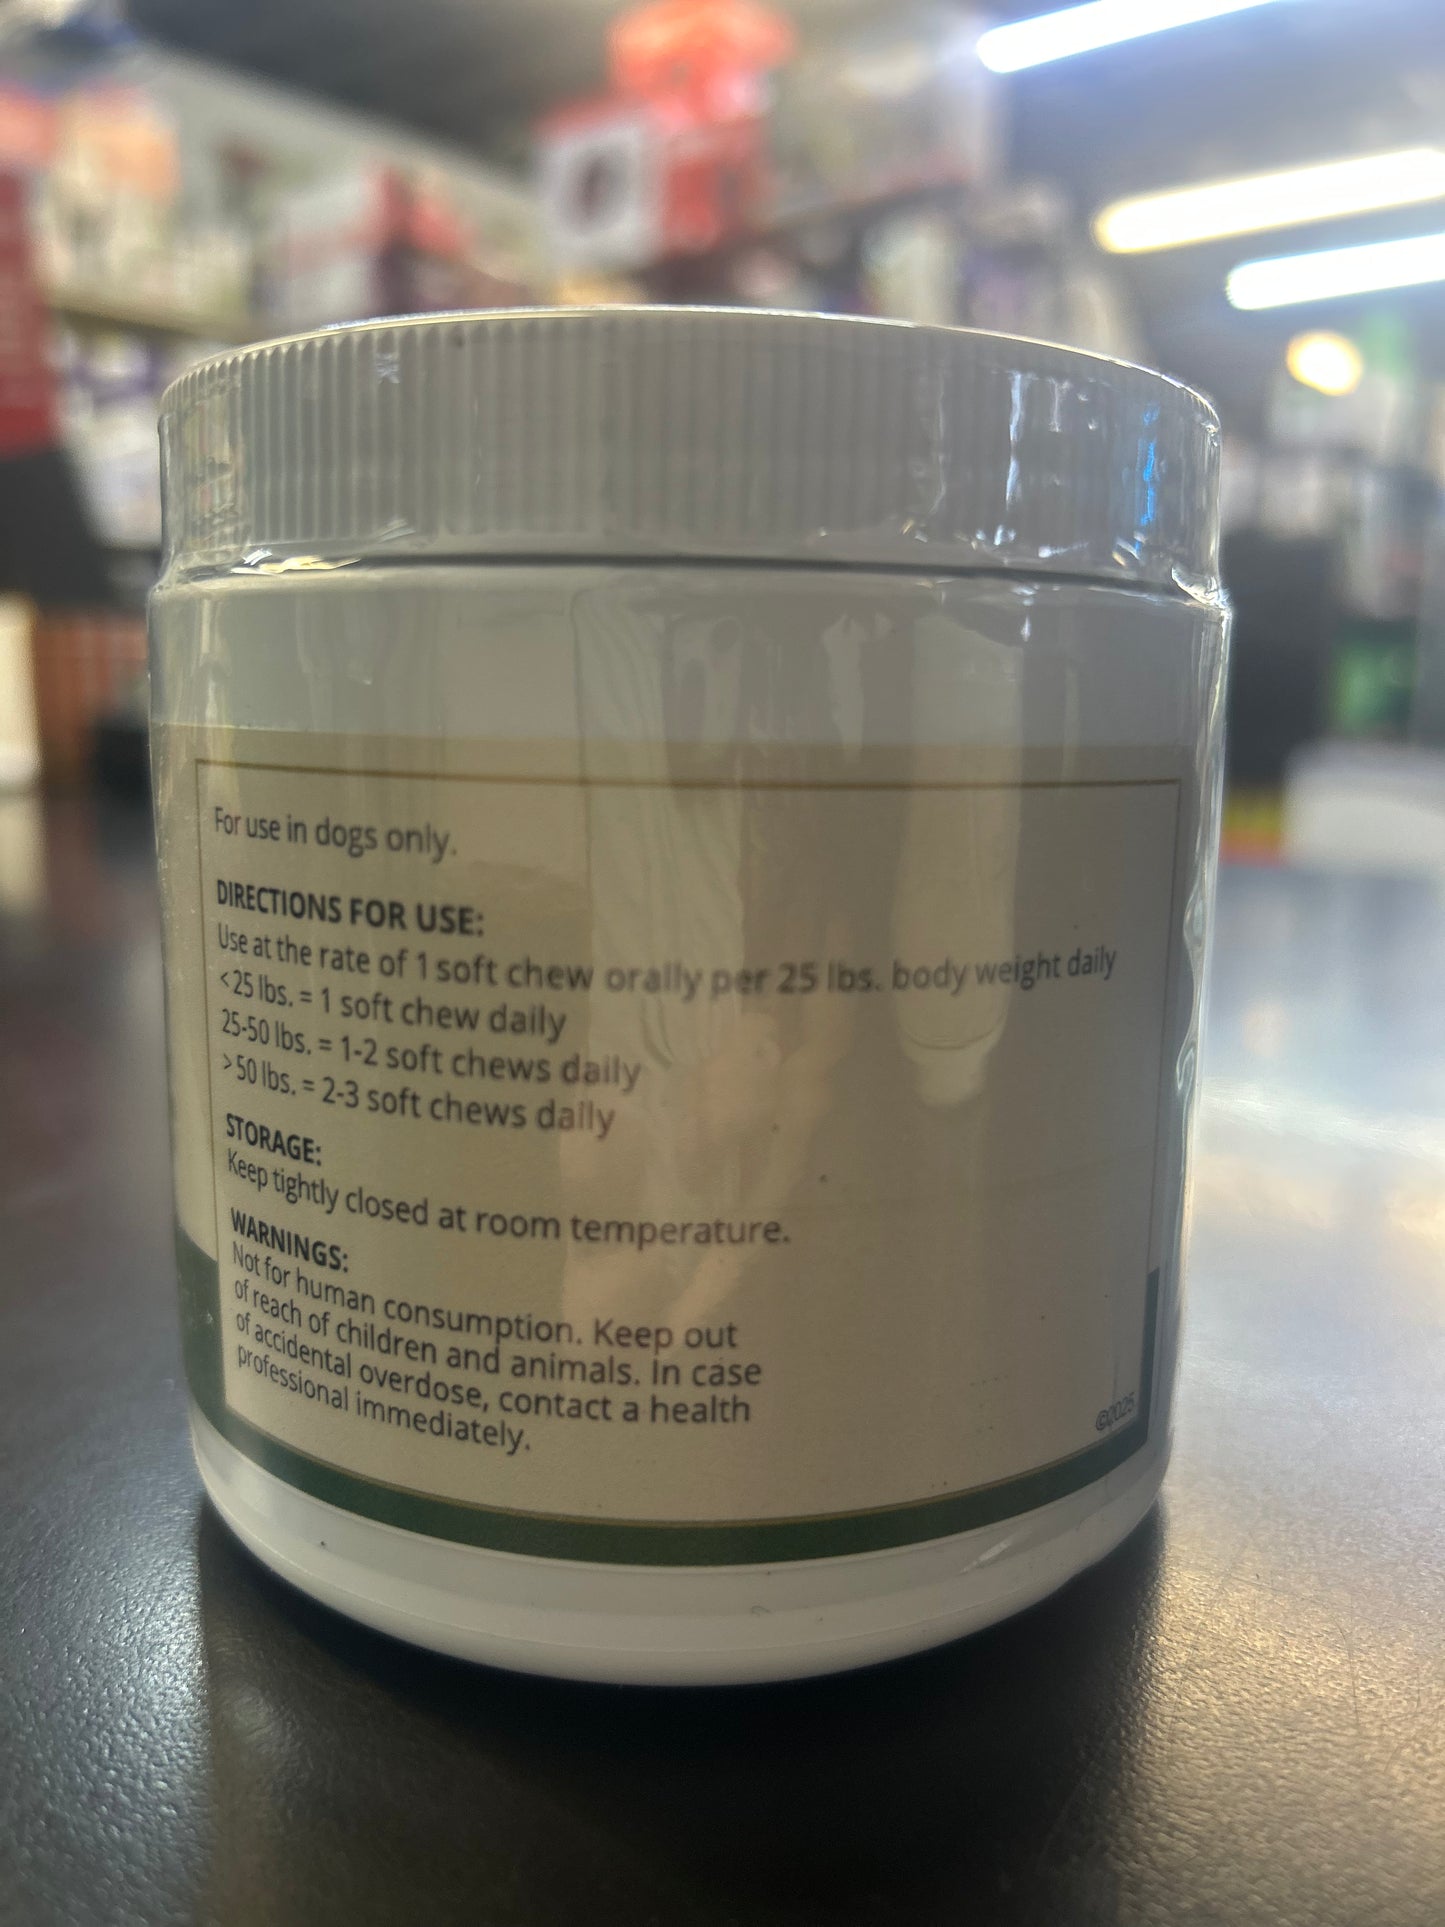 For use in dogs only.
DIRECTIONS FOR USE:
Use at the rate of 1 soft chew orally per 25 lbs. body weight daily
<25 lbs. = 1 soft chew daily
25-50 lbs. = 1-2 soft chews daily
>50 lbs. = 2-3 soft chews daily
STORAGE:
Keep tightly closed at room temperature.
WARNINGS:
Not for human consumption. Keep out
of reach of children and animals. In case
of accidental overdose, contact a health
professional immediately.
©2025